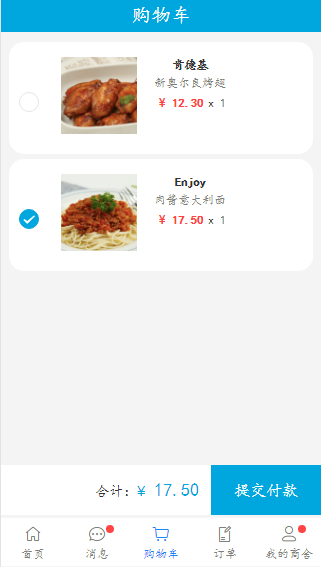 购物车
肯德基
新奥尔良烤翅
￥ 12.30 x 1
Enjoy
肉酱意大利面
￥ 17.50 x 1
合计：￥ 17.50
提交付款
首页
消息
购物车
订单
我的商舍